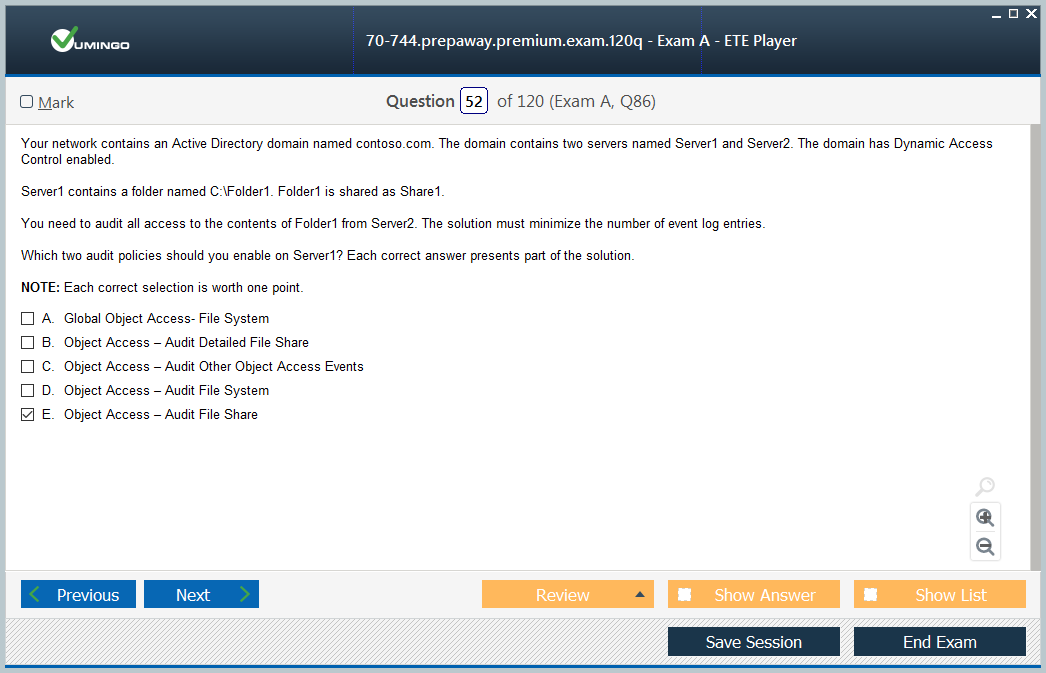 VUMINGO
70-744.prepaway.premium.exam.120q - Exam A - ETE Player
Mark
Question 52 of 120 (Exam A, Q86)
Your network contains an Active Directory domain named contoso.com. The domain contains two servers named Server1 and Server2. The domain has Dynamic Access
Control enabled.
Server1 contains a folder named C:\Folder1. Folder1 is shared as Share1.
You need to audit all access to the contents of Folder1 from Server2. The solution must minimize the number of event log entries.
Which two audit policies should you enable on Server1? Each correct answer presents part of the solution.
NOTE: Each correct selection is worth one point.
A. Global Object Access- File System
B. Object Access – Audit Detailed File Share
C. Object Access – Audit Other Object Access Events
D. Object Access – Audit File System
E. Object Access – Audit File Share
Previous
Next
Review
Show Answer
Show List
Save Session
End Exam